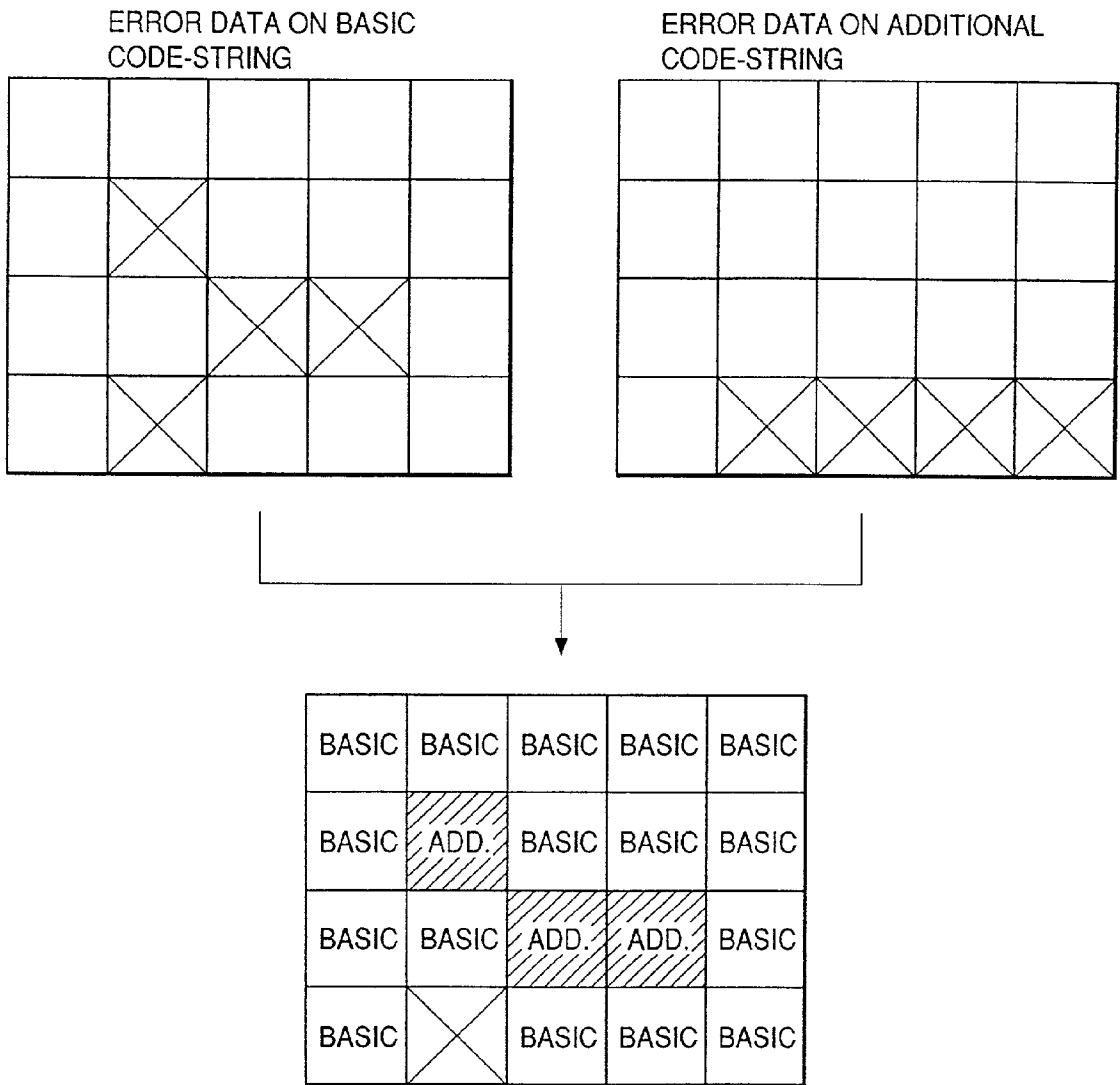 ERROR DATA ON BASIC
CODE-STRING
ERROR DATA ON ADDITIONAL
CODE-STRING
BASIC BASIC BASIC BASIC BASIC
BASIC ADD. BASIC BASIC BASIC
BASIC BASIC ADD. ADD. BASIC
BASIC BASIC BASIC BASIC